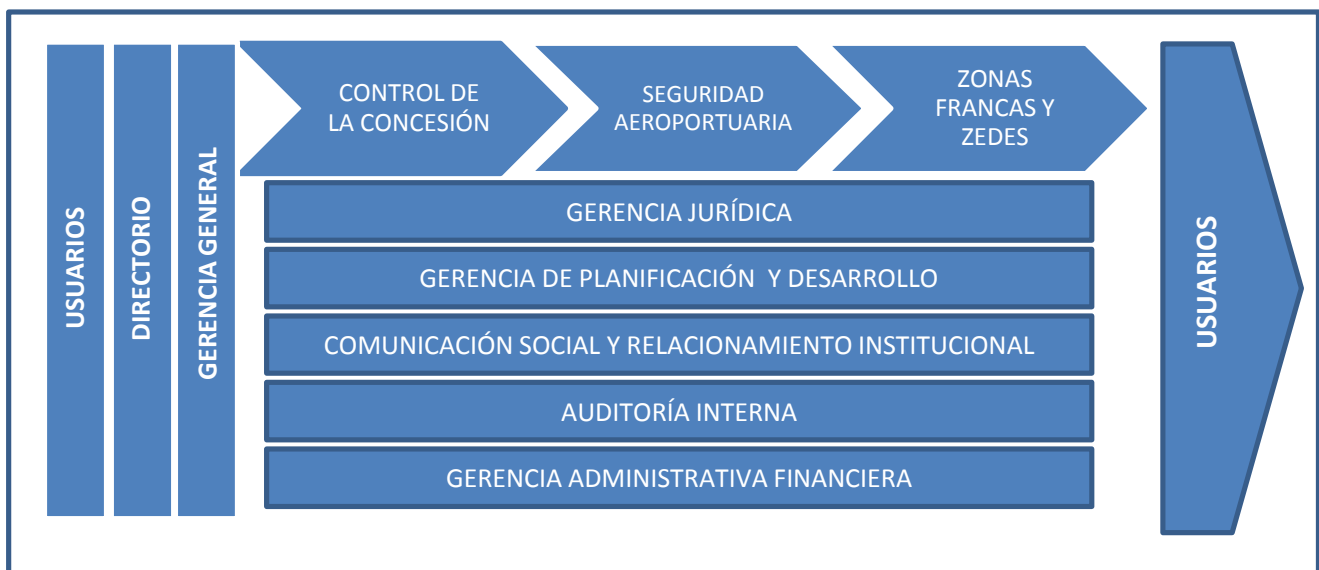 USUARIOS
DIRECTORIO
GERENCIA GENERAL
CONTROL DE
LA CONCESIÓN
SEGURIDAD
AEROPORTUARIA
ZONAS
FRANCAS Y
ZEDES
GERENCIA JURÍDICA
GERENCIA DE PLANIFICACIÓN Y DESARROLLO
COMUNICACIÓN SOCIAL Y RELACIONAMIENTO INSTITUCIONAL
AUDITORÍA INTERNA
GERENCIA ADMINISTRATIVA FINANCIERA
USUARIOS